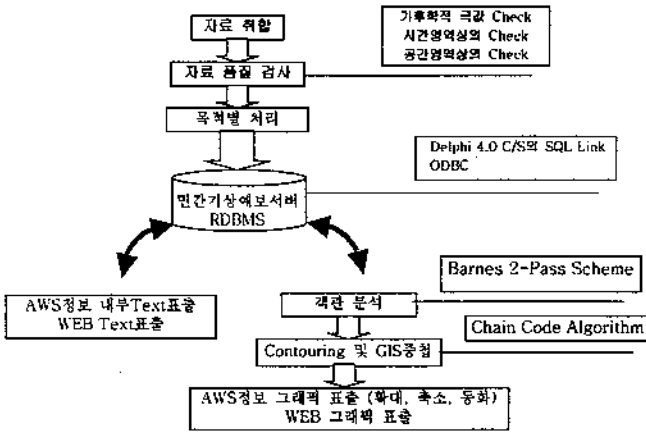 자료 취합
기후학적 극값 Check
시간영역상의 Check
공간영역상의 Check
자료 품질 검사
목적별 처리
Delphi 4.0 C/S의 SQL Link
ODBC
민간기상예보서버
RDBMS
Barnes 2-Pass Scheme
AWS정보 내부Text표출
WEB Text표출
객관 분석
Chain Code Algorithm
Contouring 및 GIS중첩
AWS정보 그래픽 표출 (확대, 축소, 동화)
WEB 그래픽 표출